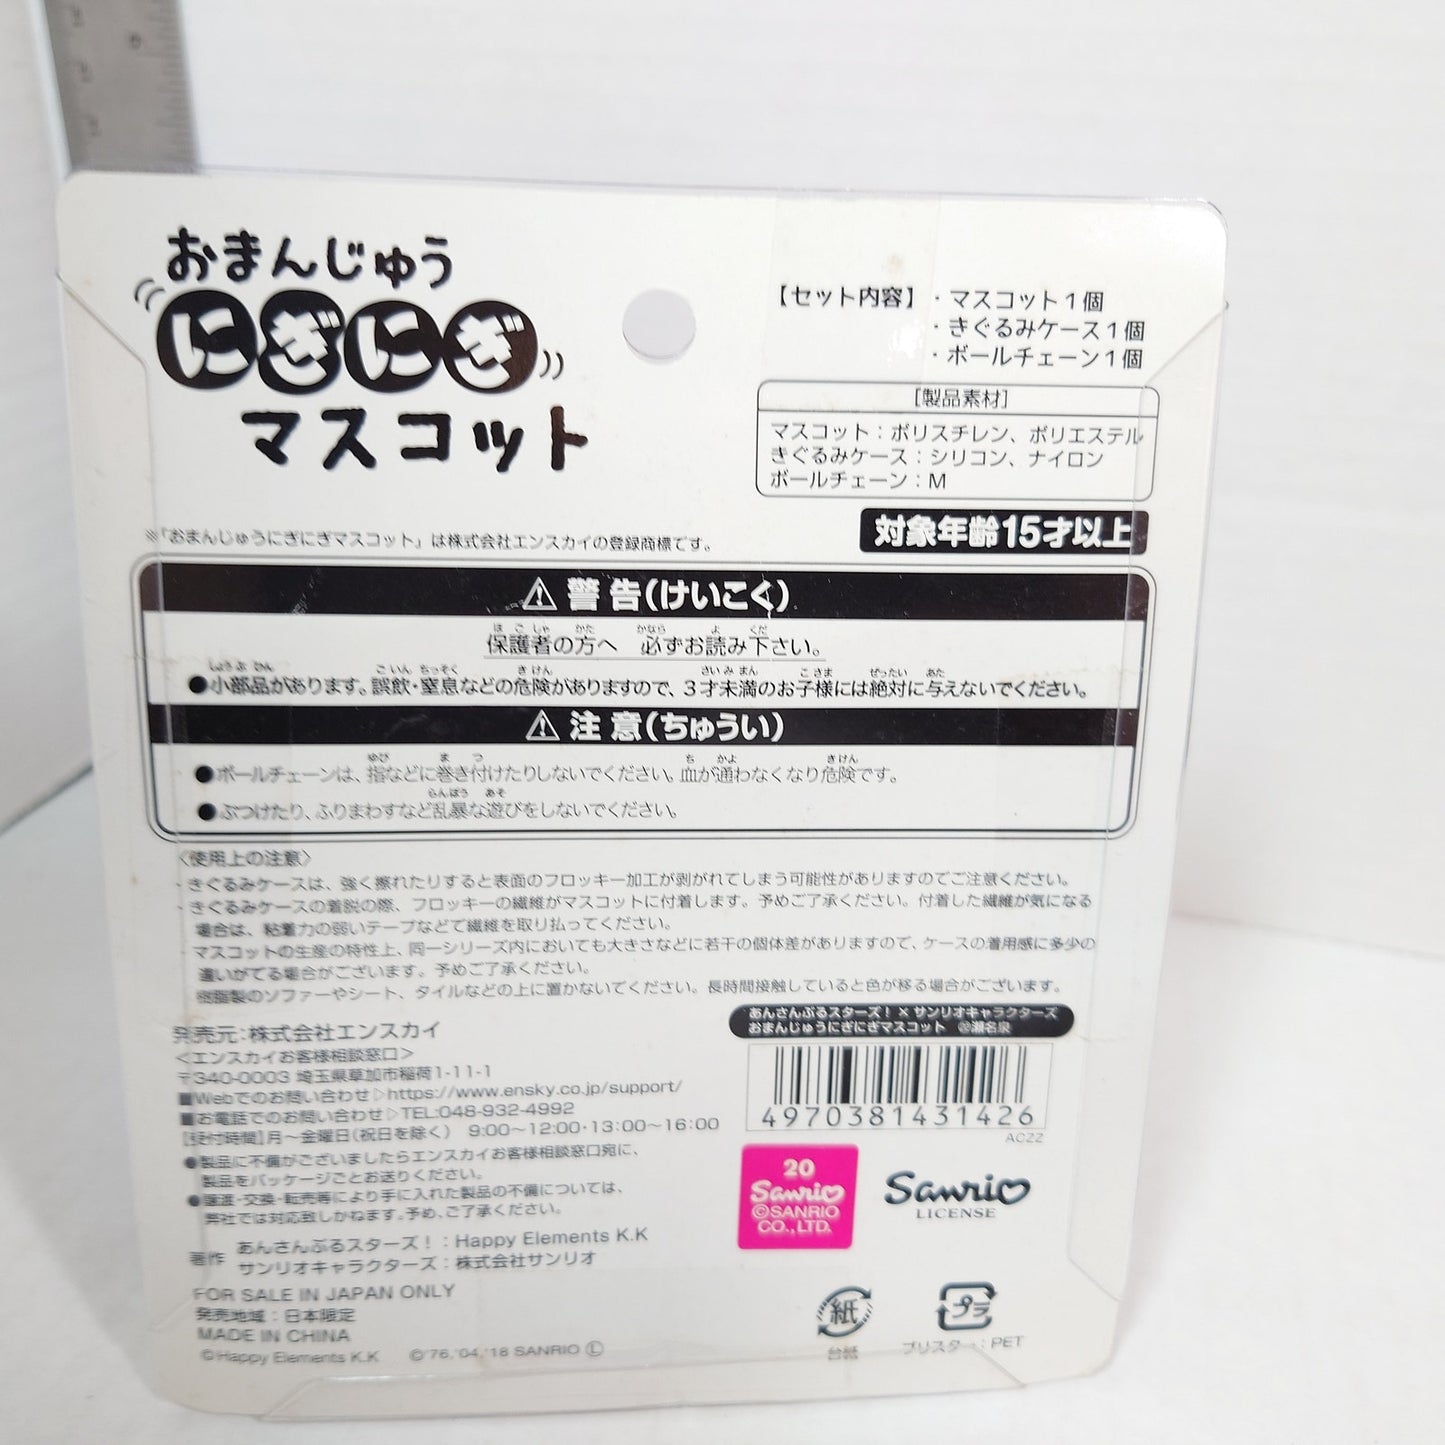 おまんじゅう
にぎにぎ
マスコット
【セット内容】・マスコット1個
・きぐるみケース1個
・ボールチェーン1個
[製品素材]
マスコット：ポリスチレン、ポリエステル
きぐるみケース：シリコン、ナイロン
ボールチェーン：M
対象年齢15才以上
※「おまんじゅうにぎにぎマスコット」は株式会社エンスカイの登録商標です。
⚠警告(けいこく)
保護者の方へ 必ずお読み下さい。
●小部品があります。誤飲・窒息などの危険がありますので、3才未満のお子様には絶対に与えないでください。
⚠注意(ちゅうい)
●ボールチェーンは、指などに巻き付けたりしないでください。血が通わなくなり危険です。
●ぶつけたり、ふりまわすなど乱暴な遊びをしないでください。
〈使用上の注意〉
・きぐるみケースは、強く擦れたりすると表面のフロッキー加工が剥がれてしまう可能性がありますのでご注意ください。
・きぐるみケースの着脱の際、フロッキーの繊維がマスコットに付着します。予めご了承ください。付着した繊維が気になる
場合は、粘着力の弱いテープなどで繊維を取り払ってください。
・マスコットの生産の特性上、同一シリーズ内においても大きさなどに若干の個体差がありますので、ケースの着用感に多少の
違いがでる場合がございます。予めご了承ください。
樹脂製のソファーやシート、タイルなどの上に置かないでください。長時間接触していると色が移る場合がございます。
発売元：株式会社エンスカイ
＜エンスカイお客様相談窓口＞
〒340-0003 埼玉県草加市稲荷1-11-1
■Webでのお問い合わせ▷https://www.ensky.co.jp/support/
■お電話でのお問い合わせ▷TEL:048-932-4992
【受付時間】月～金曜日(祝日を除く) 9:00～12:00・13:00～16:00
●製品に不備がございましたらエンスカイお客様相談窓口宛に、
製品をパッケージごとお送りください。
●譲渡・交換・転売等により手に入れた製品の不備については、
弊社では対応致しかねます。予め、ご了承ください。
著作 あんさんぶるスターズ！：Happy Elements K.K
サンリオキャラクターズ：株式会社サンリオ
FOR SALE IN JAPAN ONLY
発売地域：日本限定
MADE IN CHINA
©Happy Elements K.K ©'76,'04,'18 SANRIO Ⓛ
あんさんぶるスターズ！×サンリオキャラクターズ
おまんじゅうにぎにぎマスコット ⑫瀬名泉
4970381431426
AC22
20
Sanrio
©SANRIO
CO.,LTD.
Sanrio
LICENSE
紙
台紙
プラ
ブリスター：PET